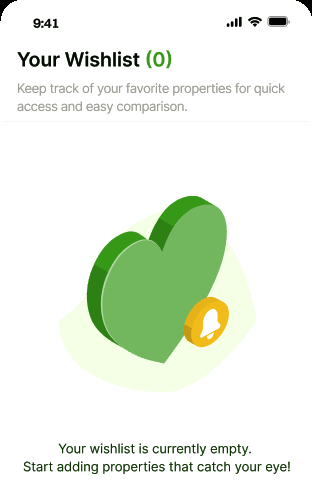 9:41
Your Wishlist (0)
Keep track of your favorite properties for quick
access and easy comparison.
Your wishlist is currently empty.
Start adding properties that catch your eye!